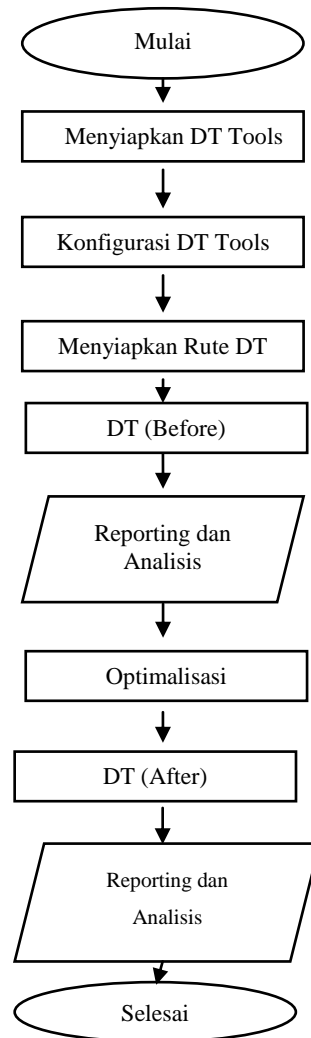 Mulai
Menyiapkan DT Tools
Konfigurasi DT Tools
Menyiapkan Rute DT
DT (Before)
Reporting dan
Analisis
Optimalisasi
DT (After)
Reporting dan
Analisis
Selesai